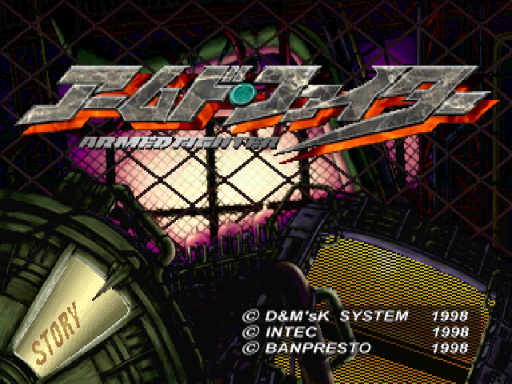 アームド・ファイター
ARMED FIGHTER
STORY
© D&M'sK SYSTEM 1998
© INTEC 1998
© BANPRESTO 1998